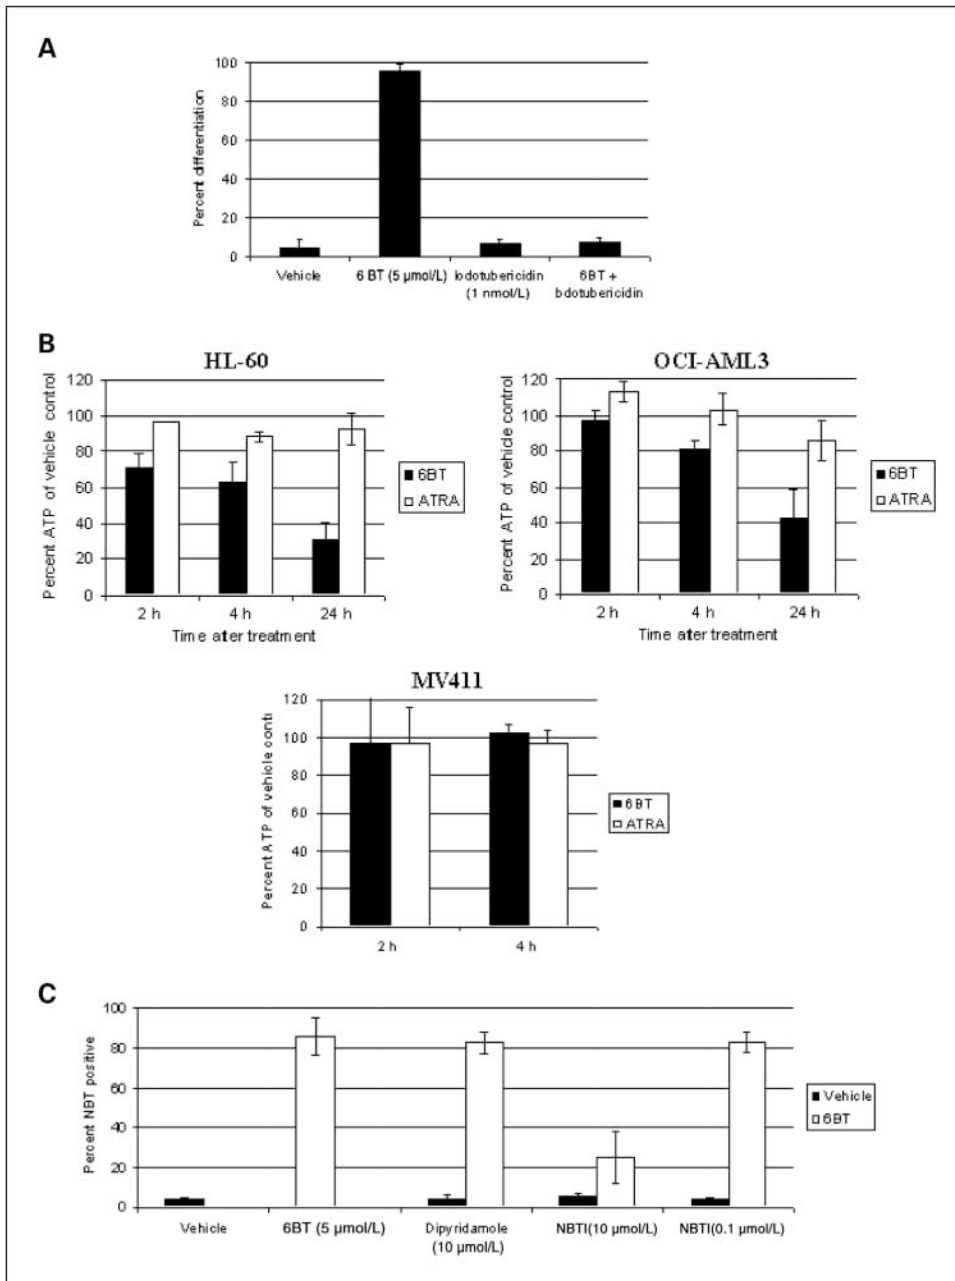 A
100
80
60
40
20
0
Percent differentiation
Vehicle
6 BT (5 µmol/L)
Iodotubericidin
(1 nmol/L)
6BT +
Iodotubericidin
B
HL-60
120
100
80
60
40
20
0
Percent ATP of vehicle control
2 h
4 h
24 h
Time after treatment
6BT
ATRA
OCI-AML3
120
100
80
60
40
20
0
Percent ATP of vehicle control
2 h
4 h
24 h
Time after treatment
6BT
ATRA
MV411
120
100
80
60
40
20
0
Percent ATP of vehicle conti
2 h
4 h
6BT
ATRA
C
100
80
60
40
20
0
Percent NBT positive
Vehicle
6BT (5 µmol/L)
Dipyridamole
(10 µmol/L)
NBTI(10 µmol/L)
NBTI(0.1 µmol/L)
Vehicle
6BT